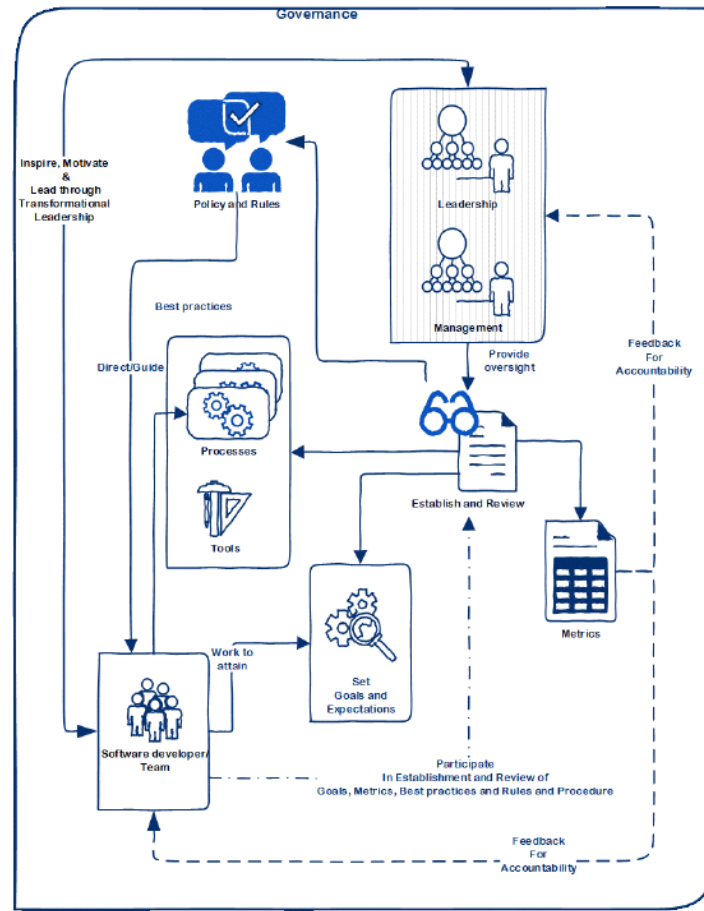 Governance
Inspire, Motivate
&
Lead through
Transformational
Leadership
Policy and Rules
Leadership
Management
Best practices
Provide
oversight
Feedback
For
Accountability
Direct/Guide
Processes
Tools
Establish and Review
Metrics
Work to
attain
Set
Goals and
Expectations
Software developer/
Team
Participate
In Establishment and Review of
Goals, Metrics, Best practices and Rules and Procedure
Feedback
For
Accountability